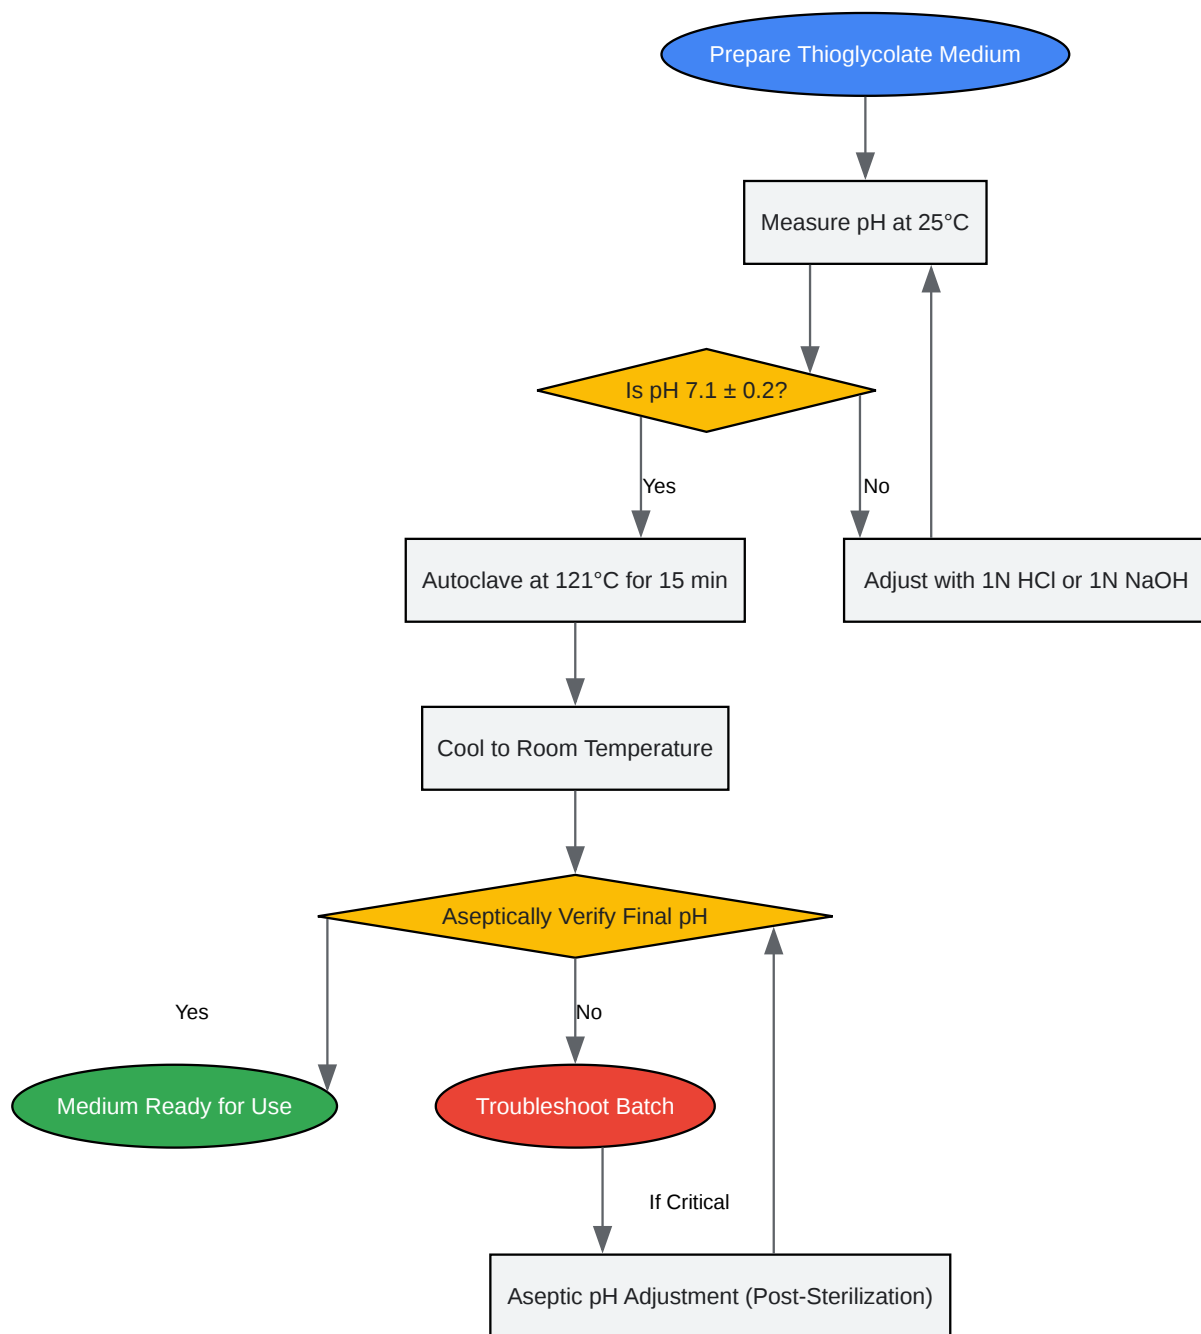 Prepare Thioglycolate Medium
Measure pH at 25°C
Is pH 7.1 ± 0.2?
Yes
No
Autoclave at 121°C for 15 min
Adjust with 1N HCl or 1N NaOH
Cool to Room Temperature
Aseptically Verify Final pH
Yes
No
Medium Ready for Use
Troubleshoot Batch
If Critical
Aseptic pH Adjustment (Post-Sterilization)